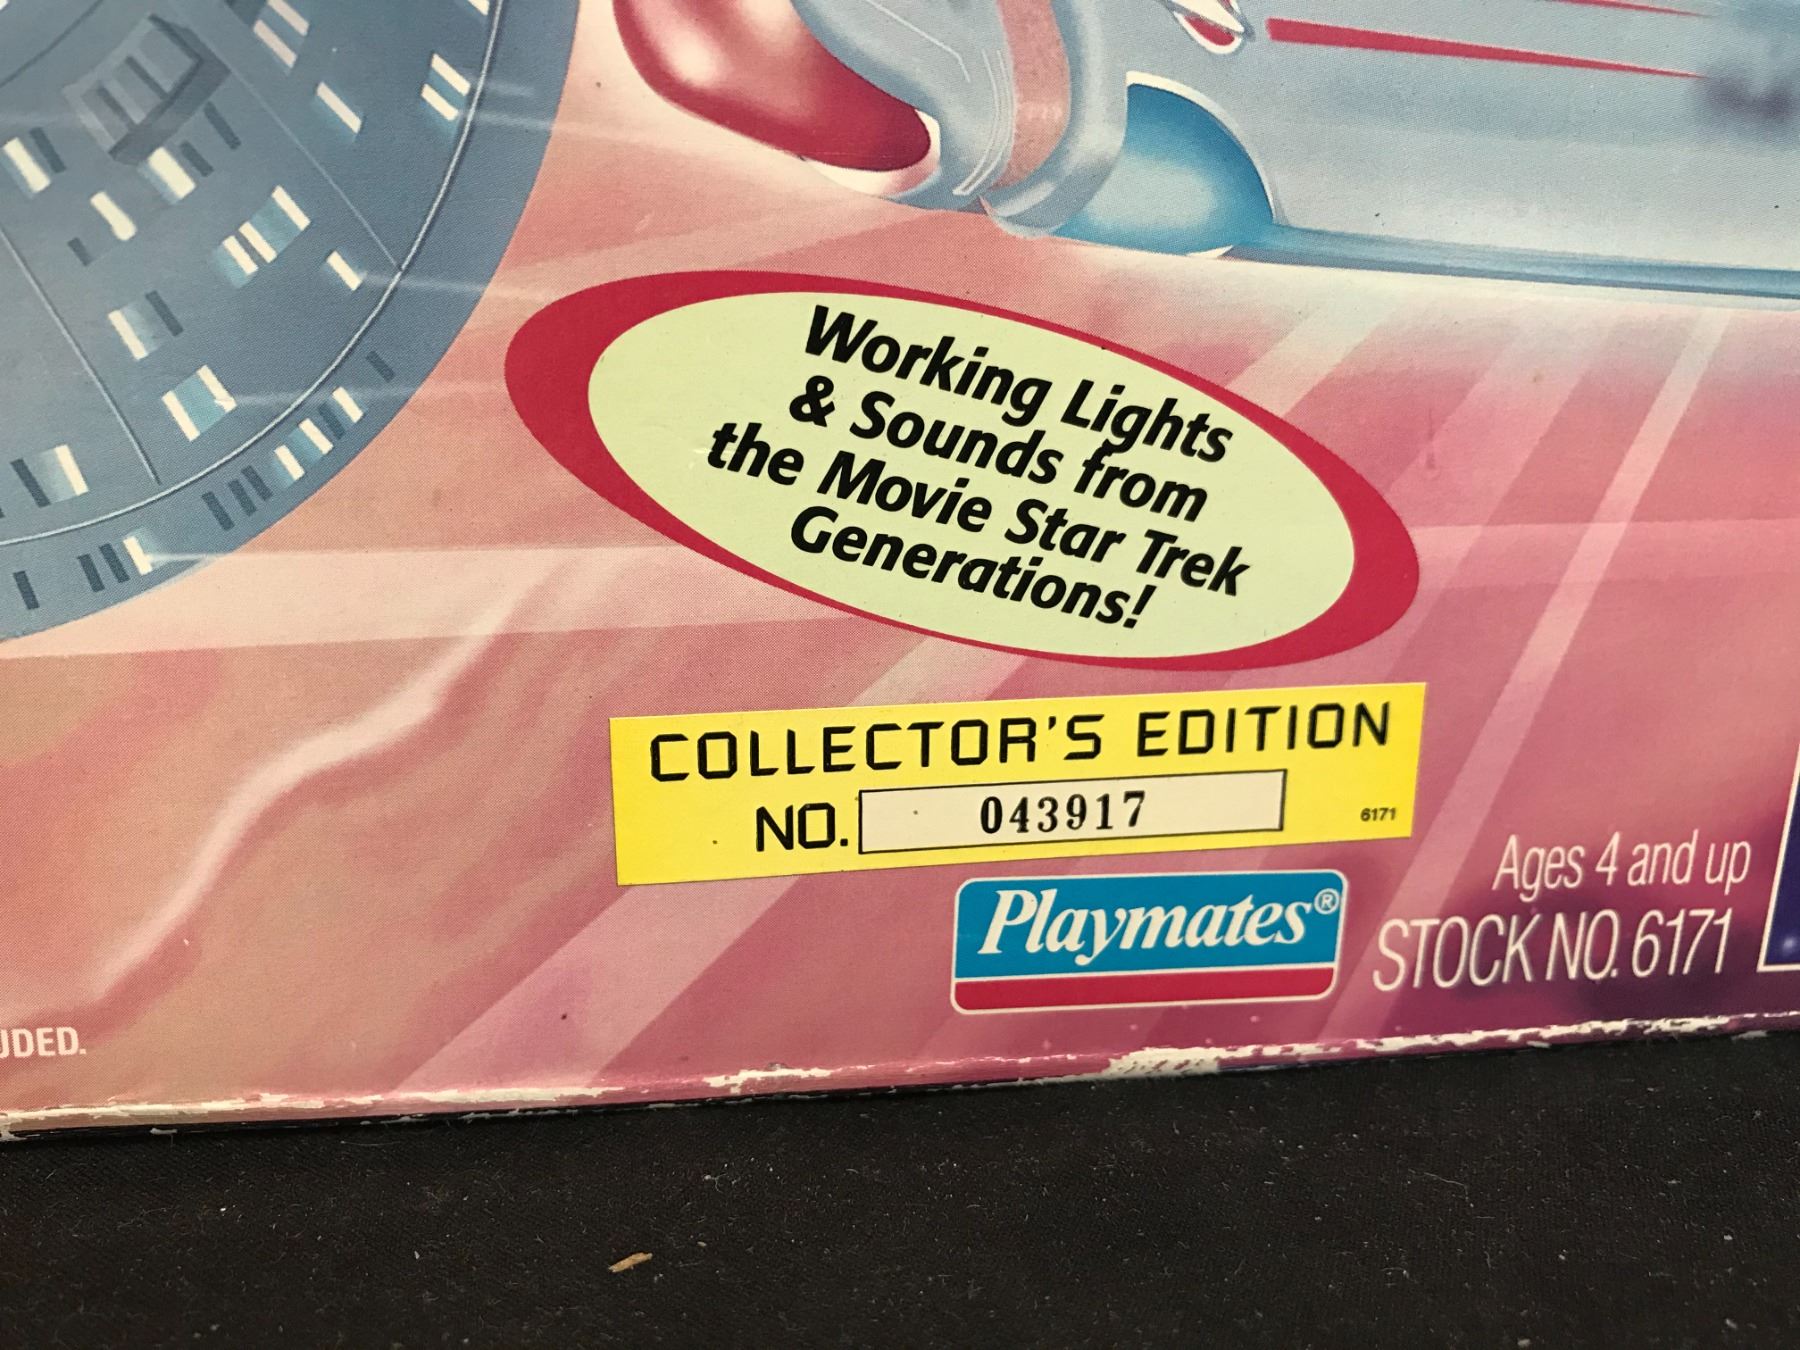 Working Lights
& Sounds from
the Movie Star Trek
Generations!
COLLECTOR'S EDITION
NO. 043917
6171
Playmates®
Ages 4 and up
STOCK NO. 6171
UDED.